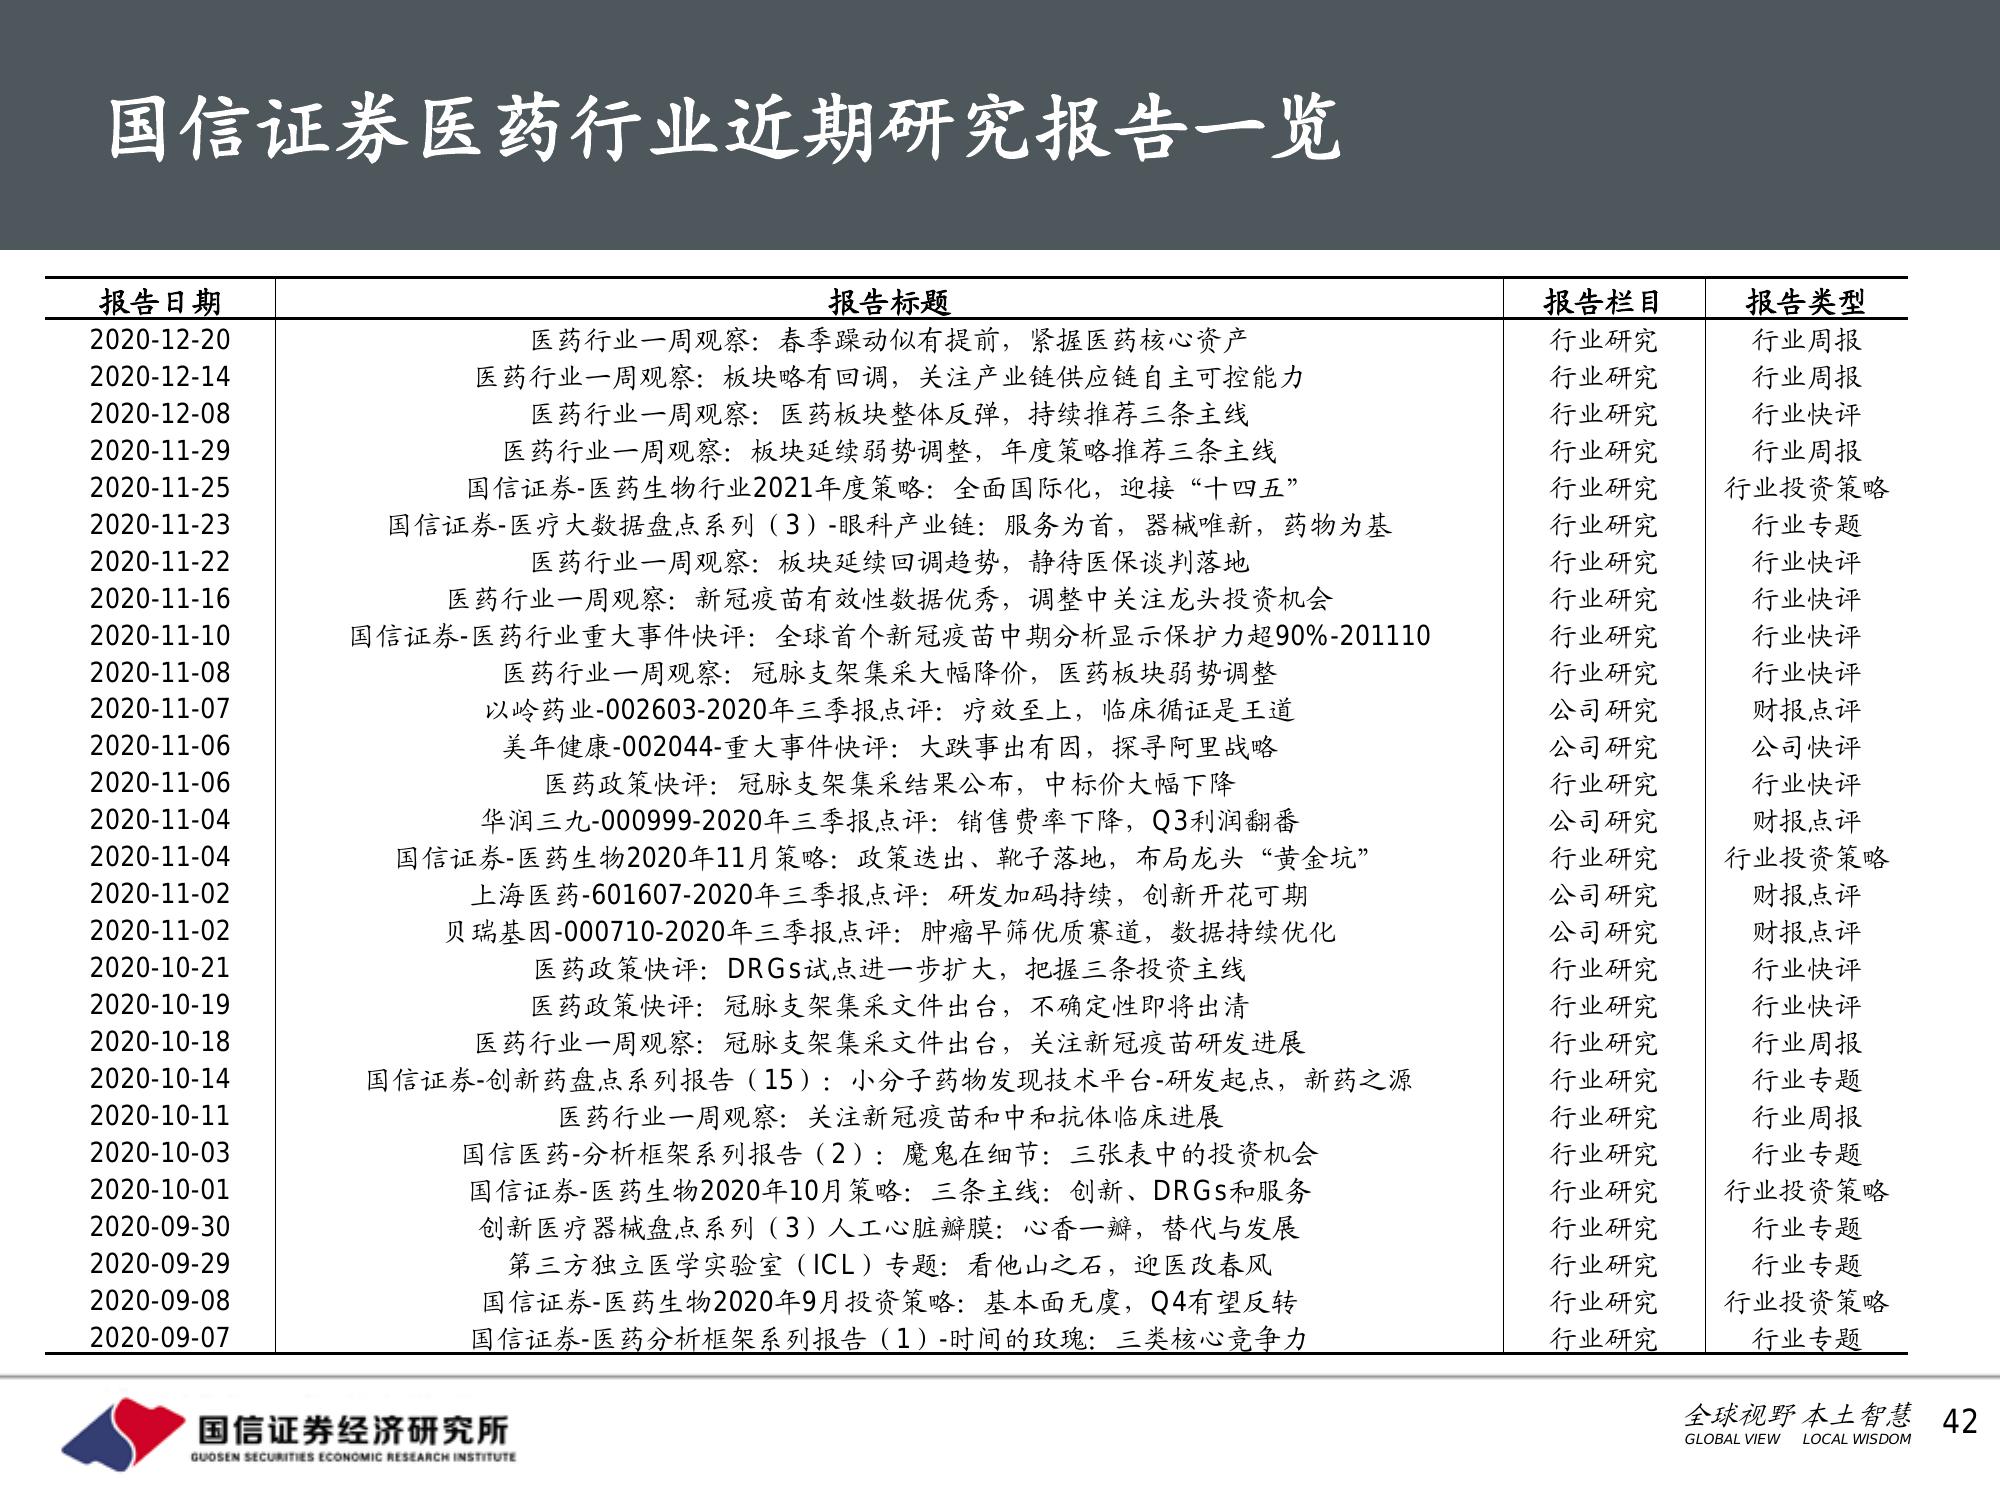 国信证券医药行业近期研究报告一览
报告日期 报告标题 报告栏目 报告类型
2020-12-20 医药行业一周观察：春季躁动似有提前，紧握医药核心资产 行业研究 行业周报
2020-12-14 医药行业一周观察：板块略有回调，关注产业链供应链自主可控能力 行业研究 行业周报
2020-12-08 医药行业一周观察：医药板块整体反弹，持续推荐三条主线 行业研究 行业快评
2020-11-29 医药行业一周观察：板块延续弱势调整，年度策略推荐三条主线 行业研究 行业周报
2020-11-25 国信证券-医药生物行业2021年度策略：全面国际化，迎接“十四五” 行业研究 行业投资策略
2020-11-23 国信证券-医疗大数据盘点系列（3）-眼科产业链：服务为首，器械唯新，药物为基 行业研究 行业专题
2020-11-22 医药行业一周观察：板块延续回调趋势，静待医保谈判落地 行业研究 行业快评
2020-11-16 医药行业一周观察：新冠疫苗有效性数据优秀，调整中关注龙头投资机会 行业研究 行业快评
2020-11-10 国信证券-医药行业重大事件快评：全球首个新冠疫苗中期分析显示保护力超90%-201110 行业研究 行业快评
2020-11-08 医药行业一周观察：冠脉支架集采大幅降价，医药板块弱势调整 行业研究 行业快评
2020-11-07 以岭药业-002603-2020年三季报点评：疗效至上，临床循证是王道 公司研究 财报点评
2020-11-06 美年健康-002044-重大事件快评：大跌事出有因，探寻阿里战略 公司研究 公司快评
2020-11-06 医药政策快评：冠脉支架集采结果公布，中标价大幅下降 行业研究 行业快评
2020-11-04 华润三九-000999-2020年三季报点评：销售费率下降，Q3利润翻番 公司研究 财报点评
2020-11-04 国信证券-医药生物2020年11月策略：政策迭出、靴子落地，布局龙头“黄金坑” 行业研究 行业投资策略
2020-11-02 上海医药-601607-2020年三季报点评：研发加码持续，创新开花可期 公司研究 财报点评
2020-11-02 贝瑞基因-000710-2020年三季报点评：肿瘤早筛优质赛道，数据持续优化 公司研究 财报点评
2020-10-21 医药政策快评：DRGs试点进一步扩大，把握三条投资主线 行业研究 行业快评
2020-10-19 医药政策快评：冠脉支架集采文件出台，不确定性即将出清 行业研究 行业快评
2020-10-18 医药行业一周观察：冠脉支架集采文件出台，关注新冠疫苗研发进展 行业研究 行业周报
2020-10-14 国信证券-创新药盘点系列报告（15）：小分子药物发现技术平台-研发起点，新药之源 行业研究 行业专题
2020-10-11 医药行业一周观察：关注新冠疫苗和中和抗体临床进展 行业研究 行业周报
2020-10-03 国信医药-分析框架系列报告（2）：魔鬼在细节：三张表中的投资机会 行业研究 行业专题
2020-10-01 国信证券-医药生物2020年10月策略：三条主线：创新、DRGs和服务 行业研究 行业投资策略
2020-09-30 创新医疗器械盘点系列（3）人工心脏瓣膜：心香一瓣，替代与发展 行业研究 行业专题
2020-09-29 第三方独立医学实验室（ICL）专题：看他山之石，迎医改春风 行业研究 行业专题
2020-09-08 国信证券-医药生物2020年9月投资策略：基本面无虞，Q4有望反转 行业研究 行业投资策略
2020-09-07 国信证券-医药分析框架系列报告（1）-时间的玫瑰：三类核心竞争力 行业研究 行业专题
国信证券经济研究所
GUOSEN SECURITIES ECONOMIC RESEARCH INSTITUTE
全球视野 本土智慧
GLOBAL VIEW LOCAL WISDOM
42